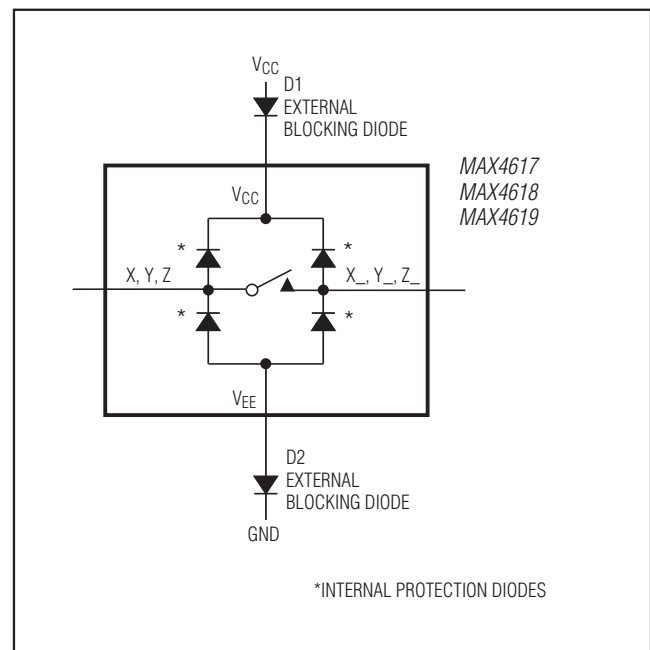 VCC
D1
EXTERNAL
BLOCKING DIODE
MAX4617
MAX4618
MAX4619
VCC
* *
X, Y, Z X_, Y_, Z_
* *
VEE
D2
EXTERNAL
BLOCKING DIODE
GND
*INTERNAL PROTECTION DIODES